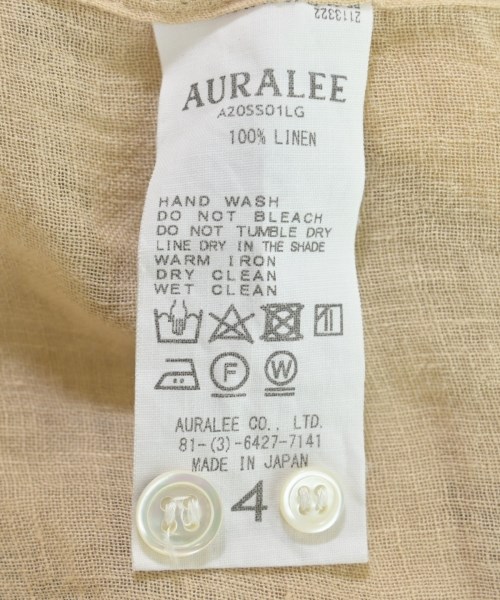 2113322
AURALEE
A20SS01LG
100% LINEN
HAND WASH
DO NOT BLEACH
DO NOT TUMBLE DRY
LINE DRY IN THE SHADE
WARM IRON
DRY CLEAN
WET CLEAN
F
W
AURALEE CO., LTD.
81-(3)-6427-7141
MADE IN JAPAN
4